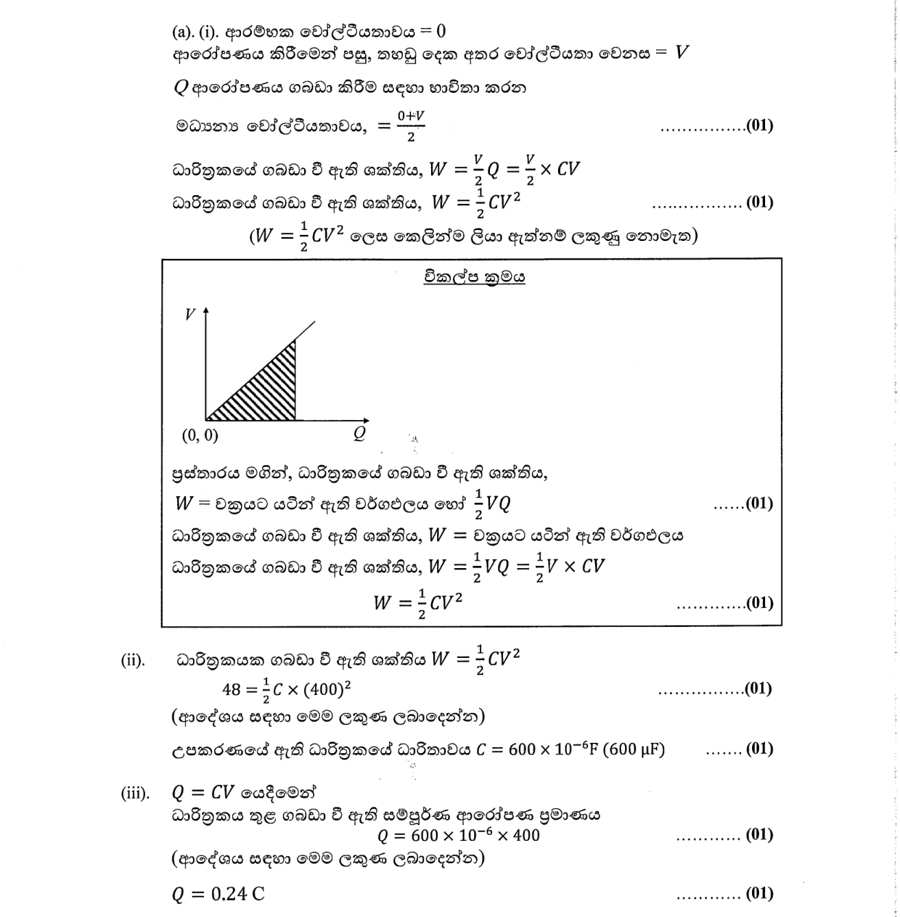 (a). (i). ආරම්භක වෝල්ටීයතාවය = 0
ආරෝපණය කිරීමෙන් පසු, තහඩු දෙක අතර වෝල්ටීයතා වෙනස = V
Q ආරෝපණය ගබඩා කිරීම සඳහා භාවිතා කරන
මධ්‍යන්‍ය වෝල්ටීයතාවය, = (0+V)/2 ................(01)
ධාරිත්‍රකයේ ගබඩා වී ඇති ශක්තිය, W = V/2 Q = V/2 × CV
ධාරිත්‍රකයේ ගබඩා වී ඇති ශක්තිය, W = 1/2 CV² ................. (01)
(W = 1/2 CV² ලෙස කෙලින්ම ලියා ඇත්නම් ලකුණු නොමැත)
විකල්ප ක්‍රමය
V
(0, 0) Q
ප්‍රස්තාරය මගින්, ධාරිත්‍රකයේ ගබඩා වී ඇති ශක්තිය,
W = වක්‍රයට යටින් ඇති වර්ගඵලය හෝ 1/2 VQ ......(01)
ධාරිත්‍රකයේ ගබඩා වී ඇති ශක්තිය, W = වක්‍රයට යටින් ඇති වර්ගඵලය
ධාරිත්‍රකයේ ගබඩා වී ඇති ශක්තිය, W = 1/2 VQ = 1/2 V × CV
W = 1/2 CV² .............(01)
(ii). ධාරිත්‍රකයක ගබඩා වී ඇති ශක්තිය W = 1/2 CV²
48 = 1/2 C × (400)² ................(01)
(ආදේශය සඳහා මෙම ලකුණ ලබාදෙන්න)
උපකරණයේ ඇති ධාරිත්‍රකයේ ධාරිතාවය C = 600 × 10⁻⁶F (600 μF) ....... (01)
(iii). Q = CV යෙදීමෙන්
ධාරිත්‍රකය තුළ ගබඩා වී ඇති සම්පූර්ණ ආරෝපණ ප්‍රමාණය
Q = 600 × 10⁻⁶ × 400 ............ (01)
(ආදේශය සඳහා මෙම ලකුණ ලබාදෙන්න)
Q = 0.24 C ............ (01)